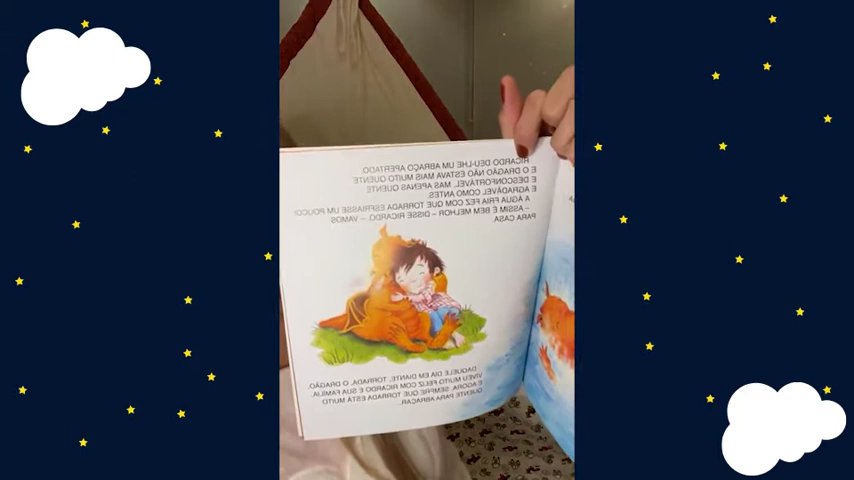 RICARDO DEU-LHE UM ABRAÇO APERTADO.
E O DRAGÃO NÃO ESTAVA MAIS MUITO QUENTE
E DESCONFORTÁVEL, MAS APENAS QUENTE
E AGRADÁVEL, COMO ANTES.
A ÁGUA FRIA FEZ COM QUE TORRADA ESFRIASSE UM POUCO!
– ASSIM É BEM MELHOR – DISSE RICARDO. – VAMOS
PARA CASA.
DAQUELE DIA EM DIANTE, TORRADA, O DRAGÃO,
VIVEU MUITO FELIZ COM RICARDO E SUA FAMÍLIA.
E AGORA, SEMPRE QUE TORRADA ESTÁ MUITO
QUENTE PARA ABRAÇAR...